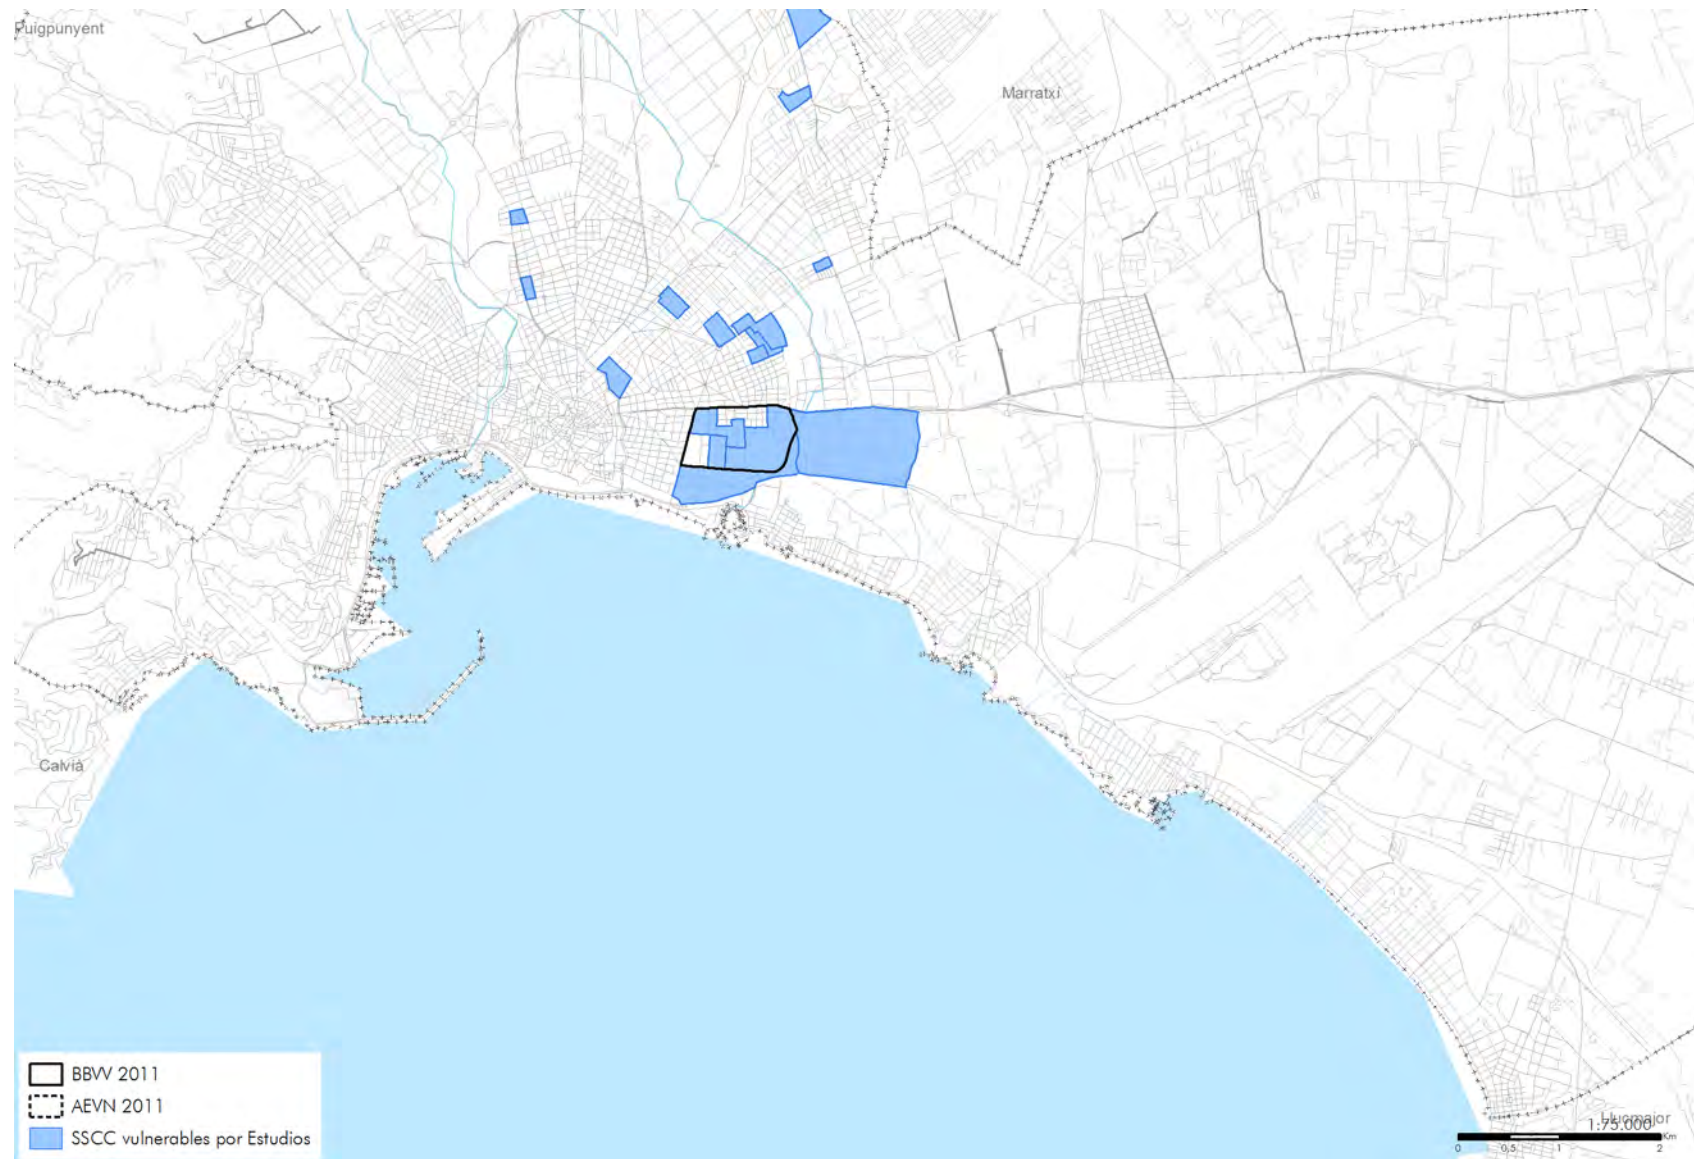 Puigpunyent
Marratxí
Calvià
BBVV 2011
AEVN 2011
SSCC vulnerables por Estudios
Llucmajor
1:75.000
Km
0 0,5 1 2